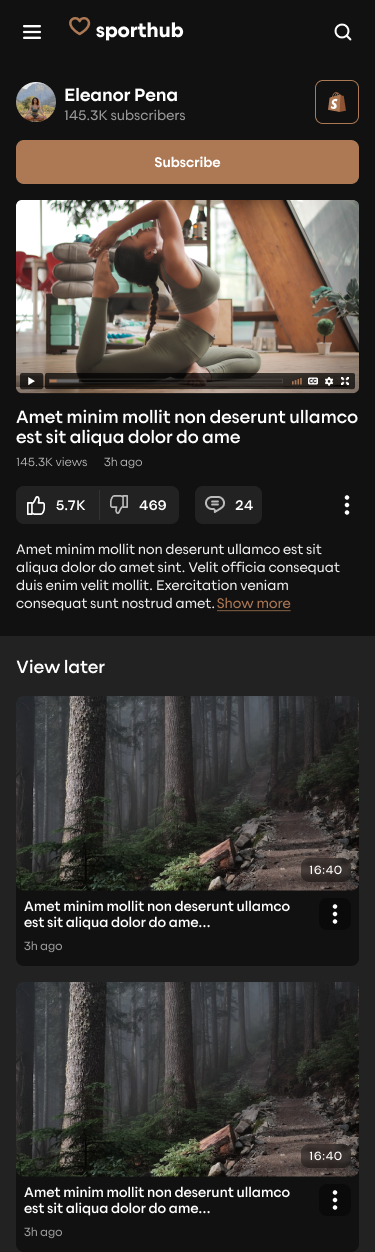 sporthub
Eleanor Pena
145.3K subscribers
Subscribe
CC
Amet minim mollit non deserunt ullamco
est sit aliqua dolor do ame
145.3K views 3h ago
5.7K 469 24
Amet minim mollit non deserunt ullamco est sit
aliqua dolor do amet sint. Velit officia consequat
duis enim velit mollit. Exercitation veniam
consequat sunt nostrud amet. Show more
View later
16:40
Amet minim mollit non deserunt ullamco
est sit aliqua dolor do ame...
3h ago
16:40
Amet minim mollit non deserunt ullamco
est sit aliqua dolor do ame...
3h ago